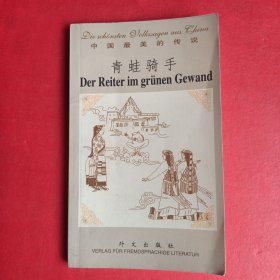 Die schönsten Volkssagen aus China
中国最美的传说
青蛙骑手
Der Reiter im grünen Gewand
外文出版社
VERLAG FÜR FREMDSPRACHIGE LITERATUR